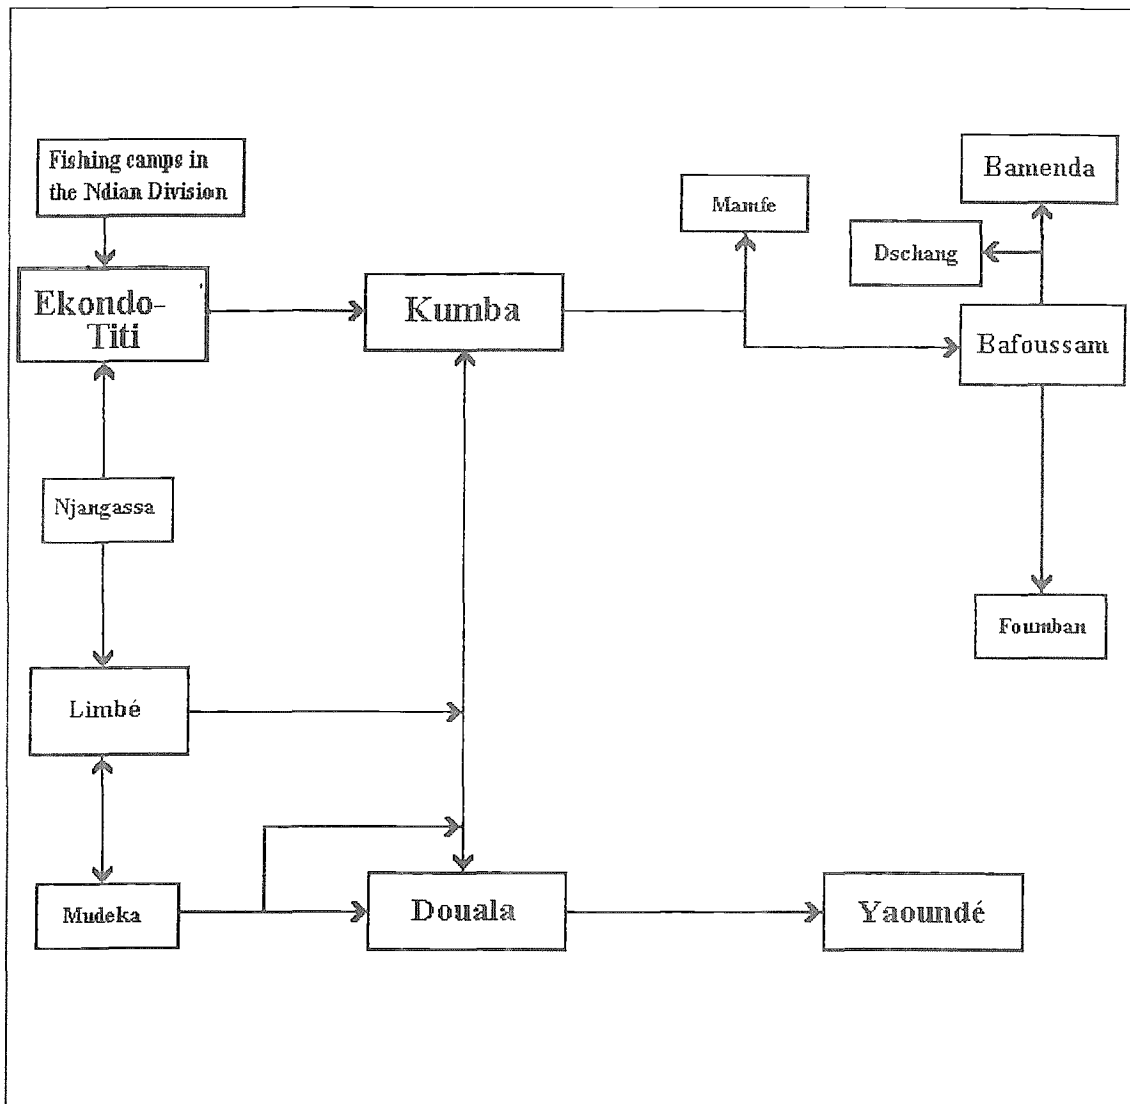 Fishing camps in
the Ndian Division
Bamenda
Mamfe
Dschang
Ekondo-
Titi
Kumba
Bafoussam
Njangassa
Foumban
Limbé
Mudeka
Douala
Yaoundé